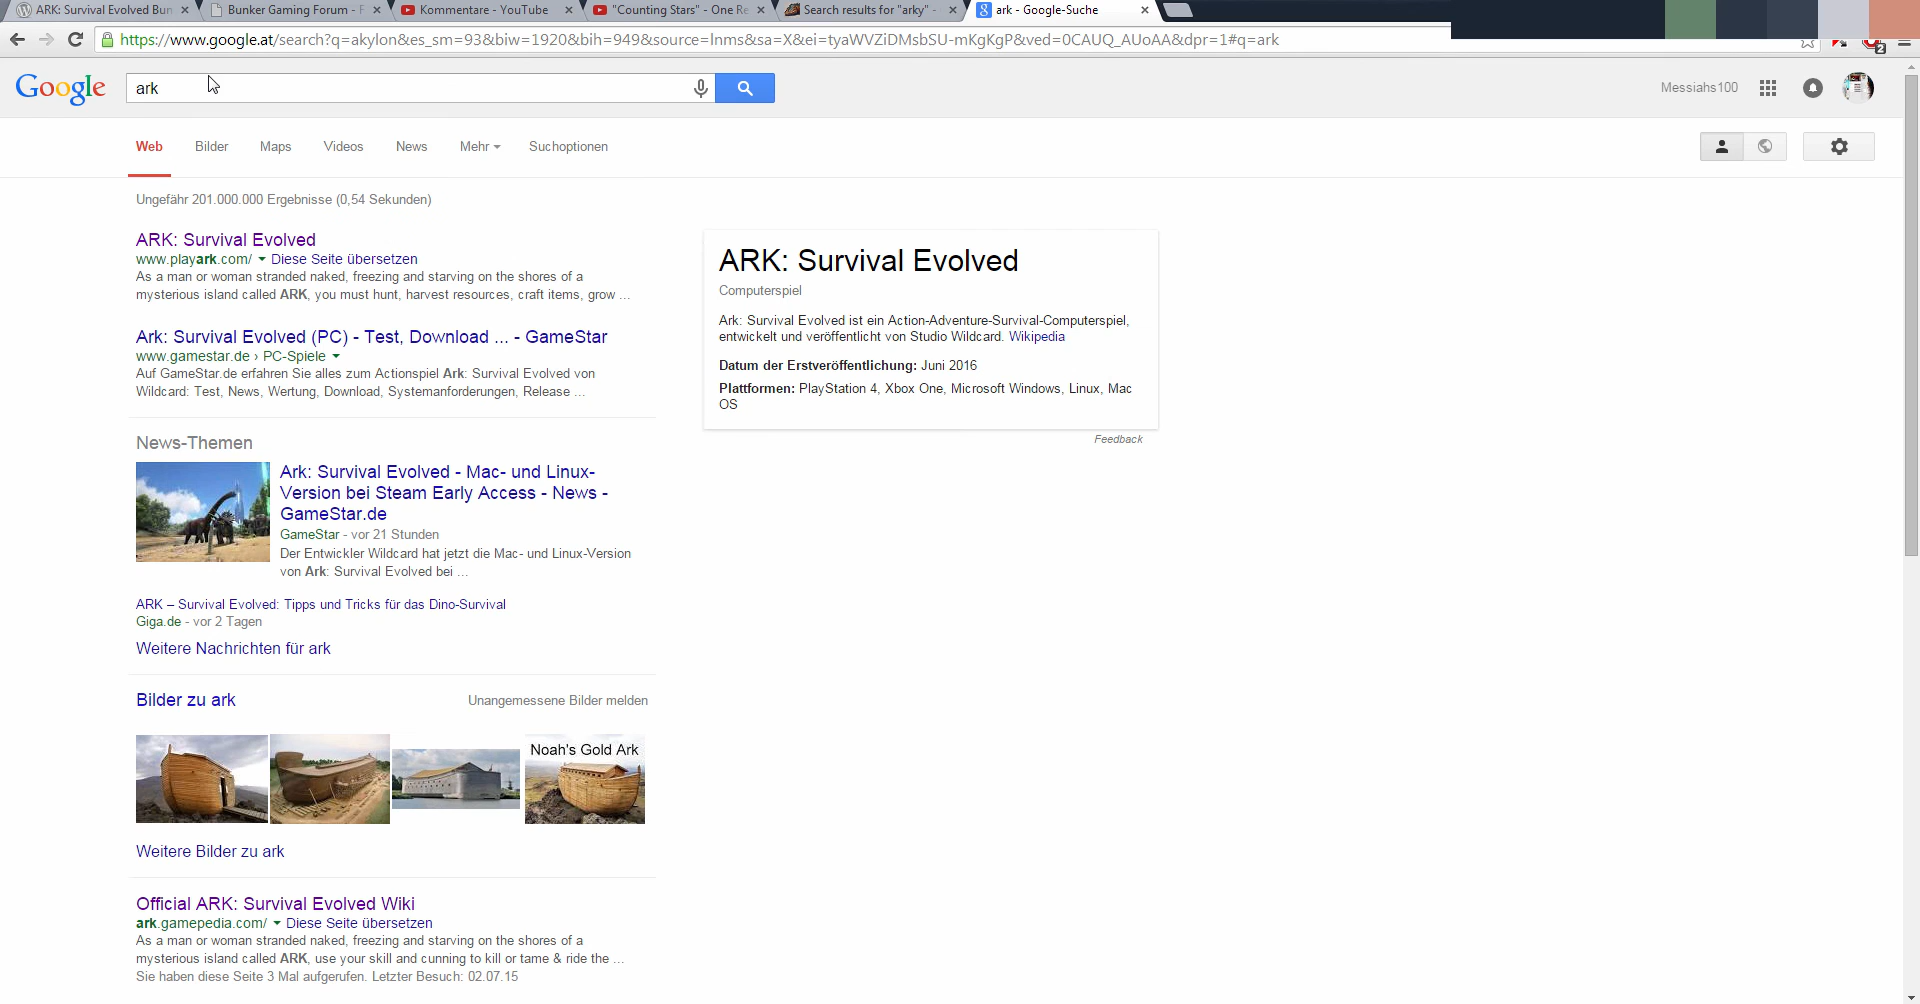 ARK: Survival Evolved Bun
Bunker Gaming Forum - F
Kommentare - YouTube
"Counting Stars" - One Re
Search results for "arky" -
ark - Google-Suche
https://www.google.at/search?q=akylon&es_sm=93&biw=1920&bih=949&source=lnms&sa=X&ei=tyaWVZiDMsbSU-mKgKgP&ved=0CAUQ_AUoAA&dpr=1#q=ark
2
Google
ark
Messiahs100
Web
Bilder
Maps
Videos
News
Mehr
Suchoptionen
Ungefähr 201.000.000 Ergebnisse (0,54 Sekunden)
ARK: Survival Evolved
www.playark.com/ Diese Seite übersetzen
As a man or woman stranded naked, freezing and starving on the shores of a
mysterious island called ARK, you must hunt, harvest resources, craft items, grow ...
Ark: Survival Evolved (PC) - Test, Download ... - GameStar
www.gamestar.de › PC-Spiele
Auf GameStar.de erfahren Sie alles zum Actionspiel Ark: Survival Evolved von
Wildcard: Test, News, Wertung, Download, Systemanforderungen, Release ...
News-Themen
Ark: Survival Evolved - Mac- und Linux-
Version bei Steam Early Access - News -
GameStar.de
GameStar - vor 21 Stunden
Der Entwickler Wildcard hat jetzt die Mac- und Linux-Version
von Ark: Survival Evolved bei ...
ARK – Survival Evolved: Tipps und Tricks für das Dino-Survival
Giga.de - vor 2 Tagen
Weitere Nachrichten für ark
Bilder zu ark
Unangemessene Bilder melden
Noah's Gold Ark
Weitere Bilder zu ark
Official ARK: Survival Evolved Wiki
ark.gamepedia.com/ Diese Seite übersetzen
As a man or woman stranded naked, freezing and starving on the shores of a
mysterious island called ARK, use your skill and cunning to kill or tame & ride the ...
Sie haben diese Seite 3 Mal aufgerufen. Letzter Besuch: 02.07.15
ARK: Survival Evolved
Computerspiel
Ark: Survival Evolved ist ein Action-Adventure-Survival-Computerspiel,
entwickelt und veröffentlicht von Studio Wildcard. Wikipedia
Datum der Erstveröffentlichung: Juni 2016
Plattformen: PlayStation 4, Xbox One, Microsoft Windows, Linux, Mac
OS
Feedback